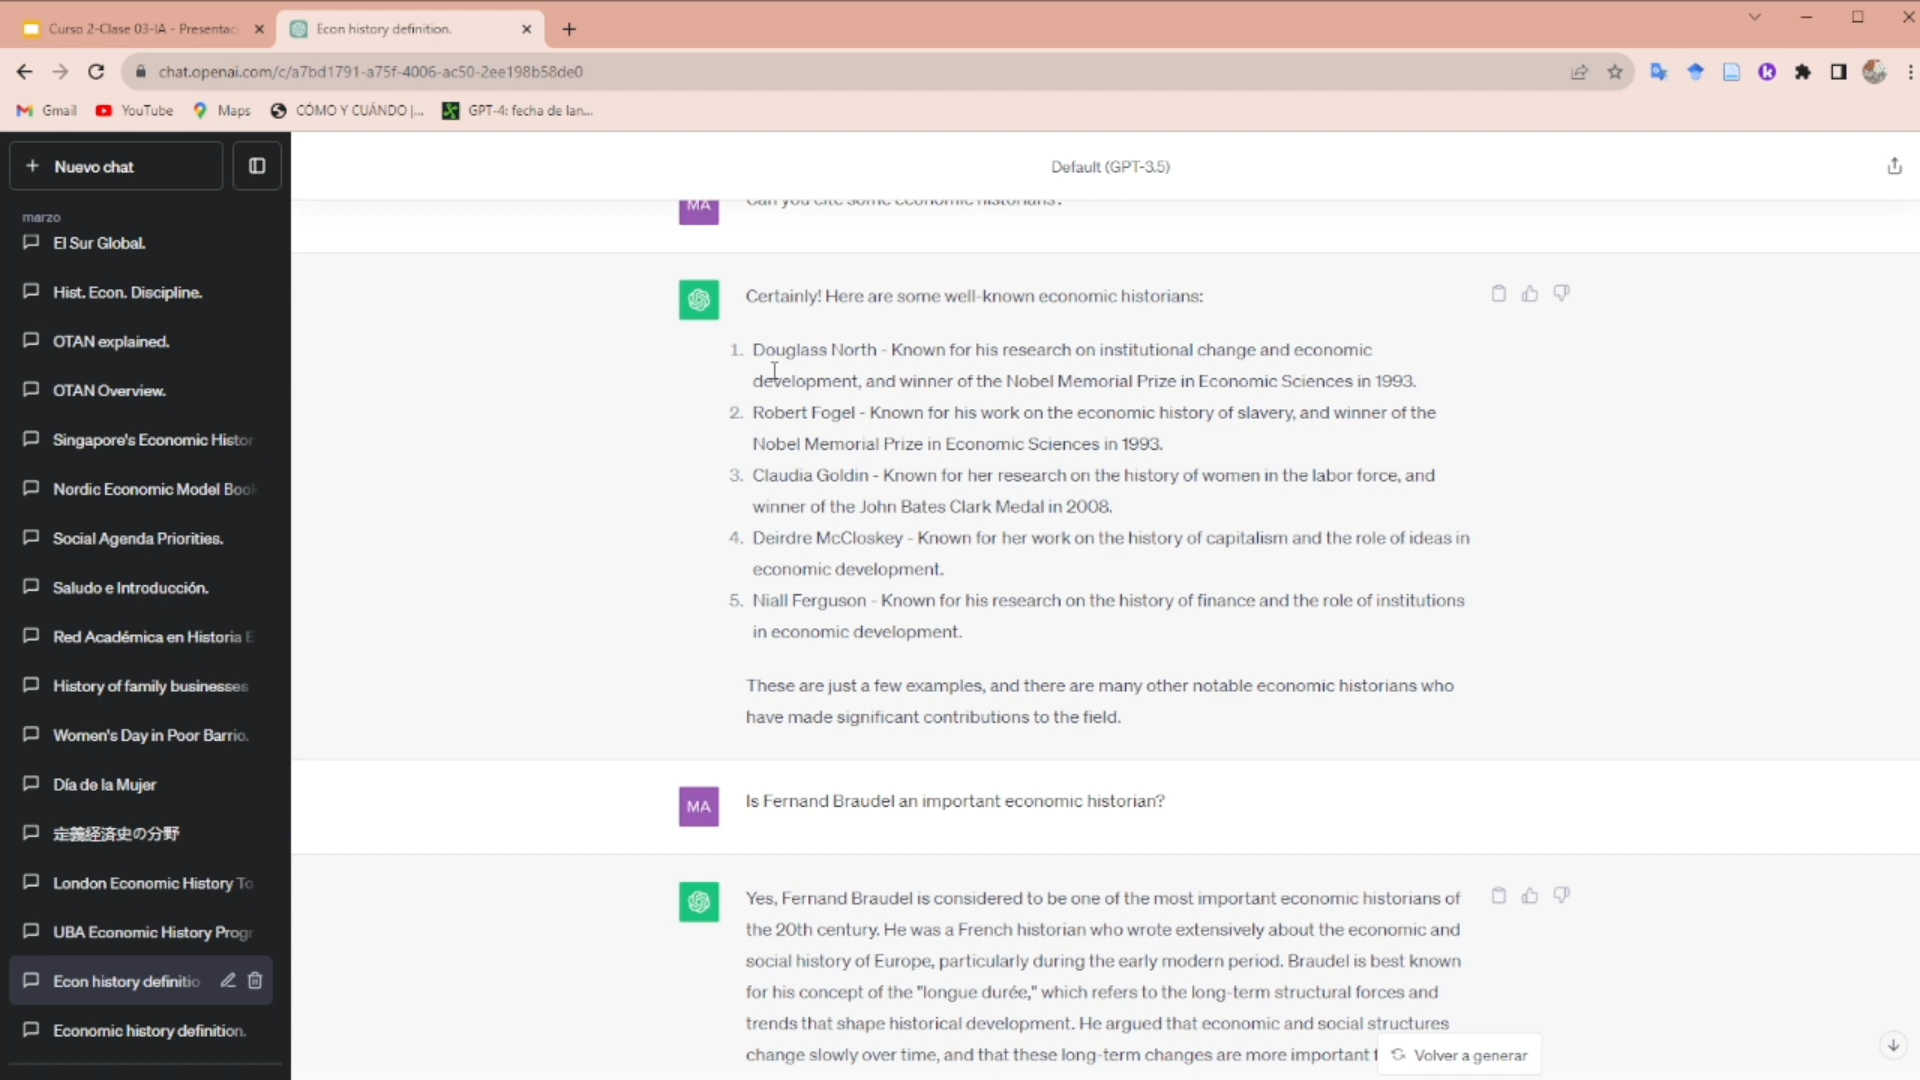 Curso 2-Clase 03-IA - Presentac
Econ history definition.
chat.openai.com/c/a7bd1791-a75f-4006-ac50-2ee198b58de0
Gmail
YouTube
Maps
CÓMO Y CUÁNDO |...
GPT-4: fecha de lan...
Nuevo chat
marzo
El Sur Global.
Hist. Econ. Discipline.
OTAN explained.
OTAN Overview.
Singapore's Economic Histor
Nordic Economic Model Boo
Social Agenda Priorities.
Saludo e Introducción.
Red Académica en Historia E
History of family businesses
Women's Day in Poor Barrio.
Día de la Mujer
定義経済史の分野
London Economic History To
UBA Economic History Progr
Econ history definitio
Economic history definition.
Default (GPT-3.5)
MA
Can you cite some economic historians?
Certainly! Here are some well-known economic historians:
1. Douglass North - Known for his research on institutional change and economic
development, and winner of the Nobel Memorial Prize in Economic Sciences in 1993.
2. Robert Fogel - Known for his work on the economic history of slavery, and winner of the
Nobel Memorial Prize in Economic Sciences in 1993.
3. Claudia Goldin - Known for her research on the history of women in the labor force, and
winner of the John Bates Clark Medal in 2008.
4. Deirdre McCloskey - Known for her work on the history of capitalism and the role of ideas in
economic development.
5. Niall Ferguson - Known for his research on the history of finance and the role of institutions
in economic development.
These are just a few examples, and there are many other notable economic historians who
have made significant contributions to the field.
MA
Is Fernand Braudel an important economic historian?
Yes, Fernand Braudel is considered to be one of the most important economic historians of
the 20th century. He was a French historian who wrote extensively about the economic and
social history of Europe, particularly during the early modern period. Braudel is best known
for his concept of the "longue durée," which refers to the long-term structural forces and
trends that shape historical development. He argued that economic and social structures
change slowly over time, and that these long-term changes are more important t
Volver a generar